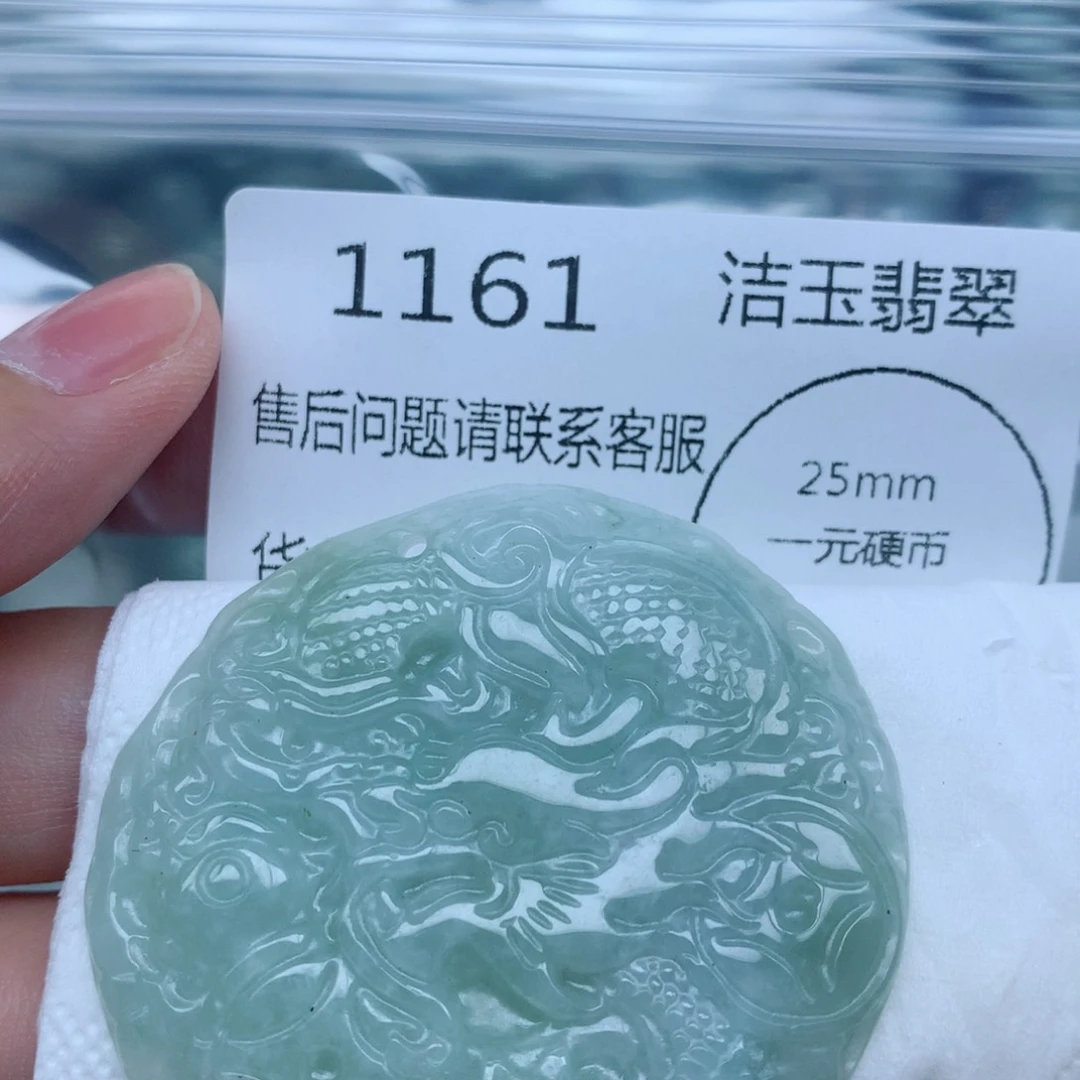 1161 洁玉翡翠
售后问题请联系客服
25mm
一元硬币